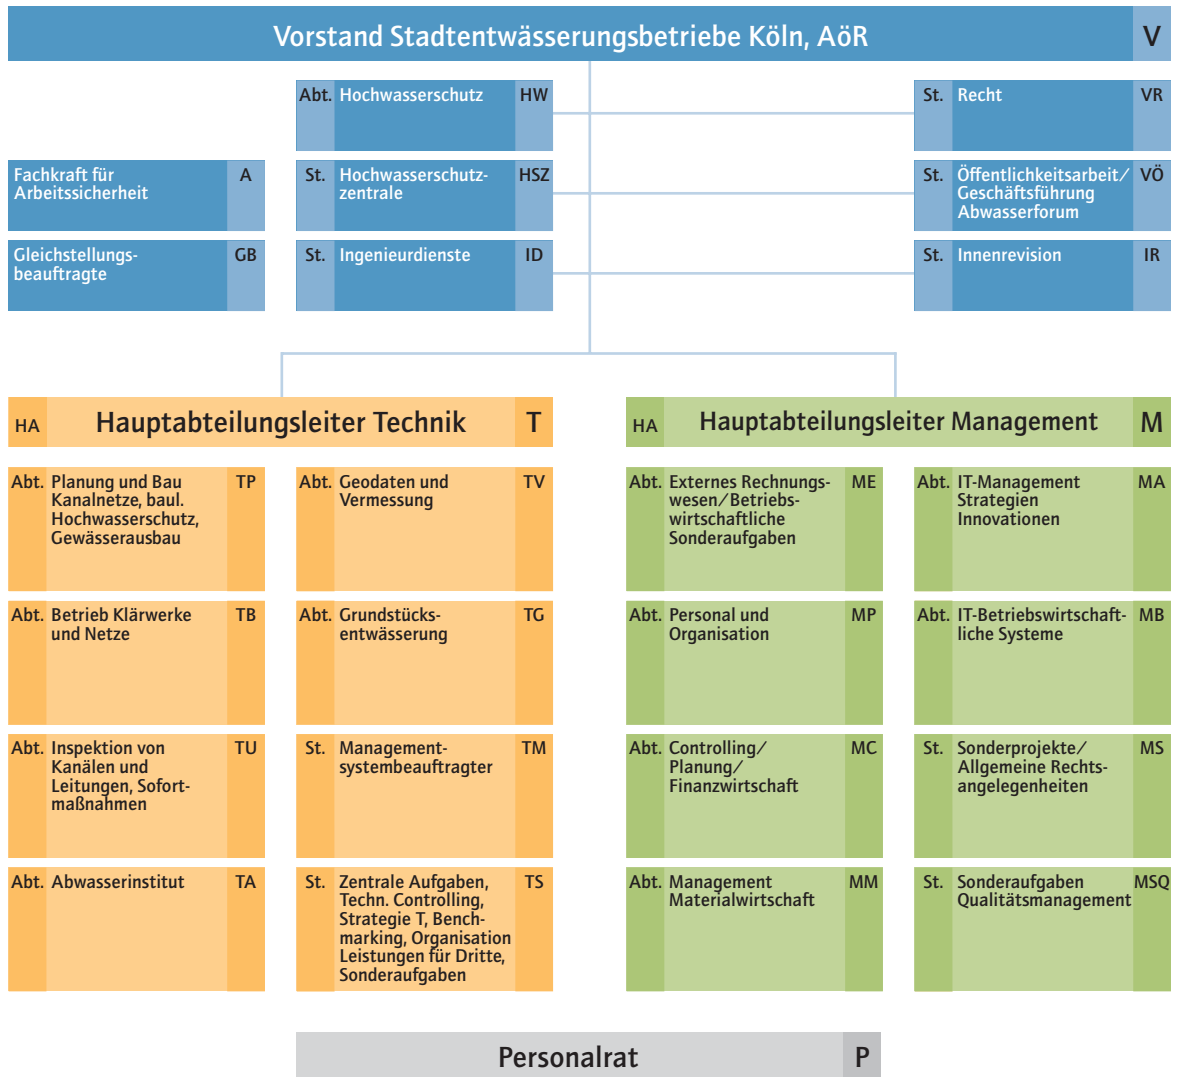 Vorstand Stadtentwässerungsbetriebe Köln, AöR V
Abt. Hochwasserschutz HW
St. Recht VR
Fachkraft für
Arbeitssicherheit
A
St. Hochwasserschutz-
zentrale
HSZ
St. Öffentlichkeitsarbeit/
Geschäftsführung
Abwasserforum
VÖ
Gleichstellungs-
beauftragte
GB
St. Ingenieurdienste ID
St. Innenrevision IR
HA Hauptabteilungsleiter Technik T
Abt. Planung und Bau
Kanalnetze, baul.
Hochwasserschutz,
Gewässerausbau
TP
Abt. Geodaten und
Vermessung
TV
Abt. Betrieb Klärwerke
und Netze
TB
Abt. Grundstücks-
entwässerung
TG
Abt. Inspektion von
Kanälen und
Leitungen, Sofort-
maßnahmen
TU
St. Management-
systembeauftragter
TM
Abt. Abwasserinstitut TA
St. Zentrale Aufgaben,
Techn. Controlling,
Strategie T, Bench-
marking, Organisation
Leistungen für Dritte,
Sonderaufgaben
TS
HA Hauptabteilungsleiter Management M
Abt. Externes Rechnungs-
wesen/Betriebs-
wirtschaftliche
Sonderaufgaben
ME
Abt. IT-Management
Strategien
Innovationen
MA
Abt. Personal und
Organisation
MP
Abt. IT-Betriebswirtschaft-
liche Systeme
MB
Abt. Controlling/
Planung/
Finanzwirtschaft
MC
St. Sonderprojekte/
Allgemeine Rechts-
angelegenheiten
MS
Abt. Management
Materialwirtschaft
MM
St. Sonderaufgaben
Qualitätsmanagement
MSQ
Personalrat P